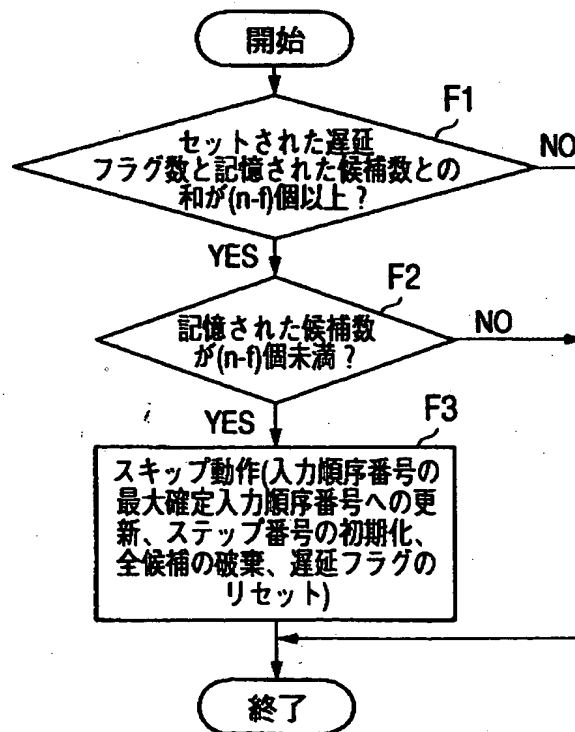 開始
F1
セットされた遅延
フラグ数と記憶された候補数との
和が(n-f)個以上?
NO
YES
F2
記憶された候補数
が(n-f)個未満?
NO
YES
F3
スキップ動作(入力順序番号の
最大確定入力順序番号への更
新、ステップ番号の初期化、
全候補の破棄、遅延フラグの
リセット)
終了